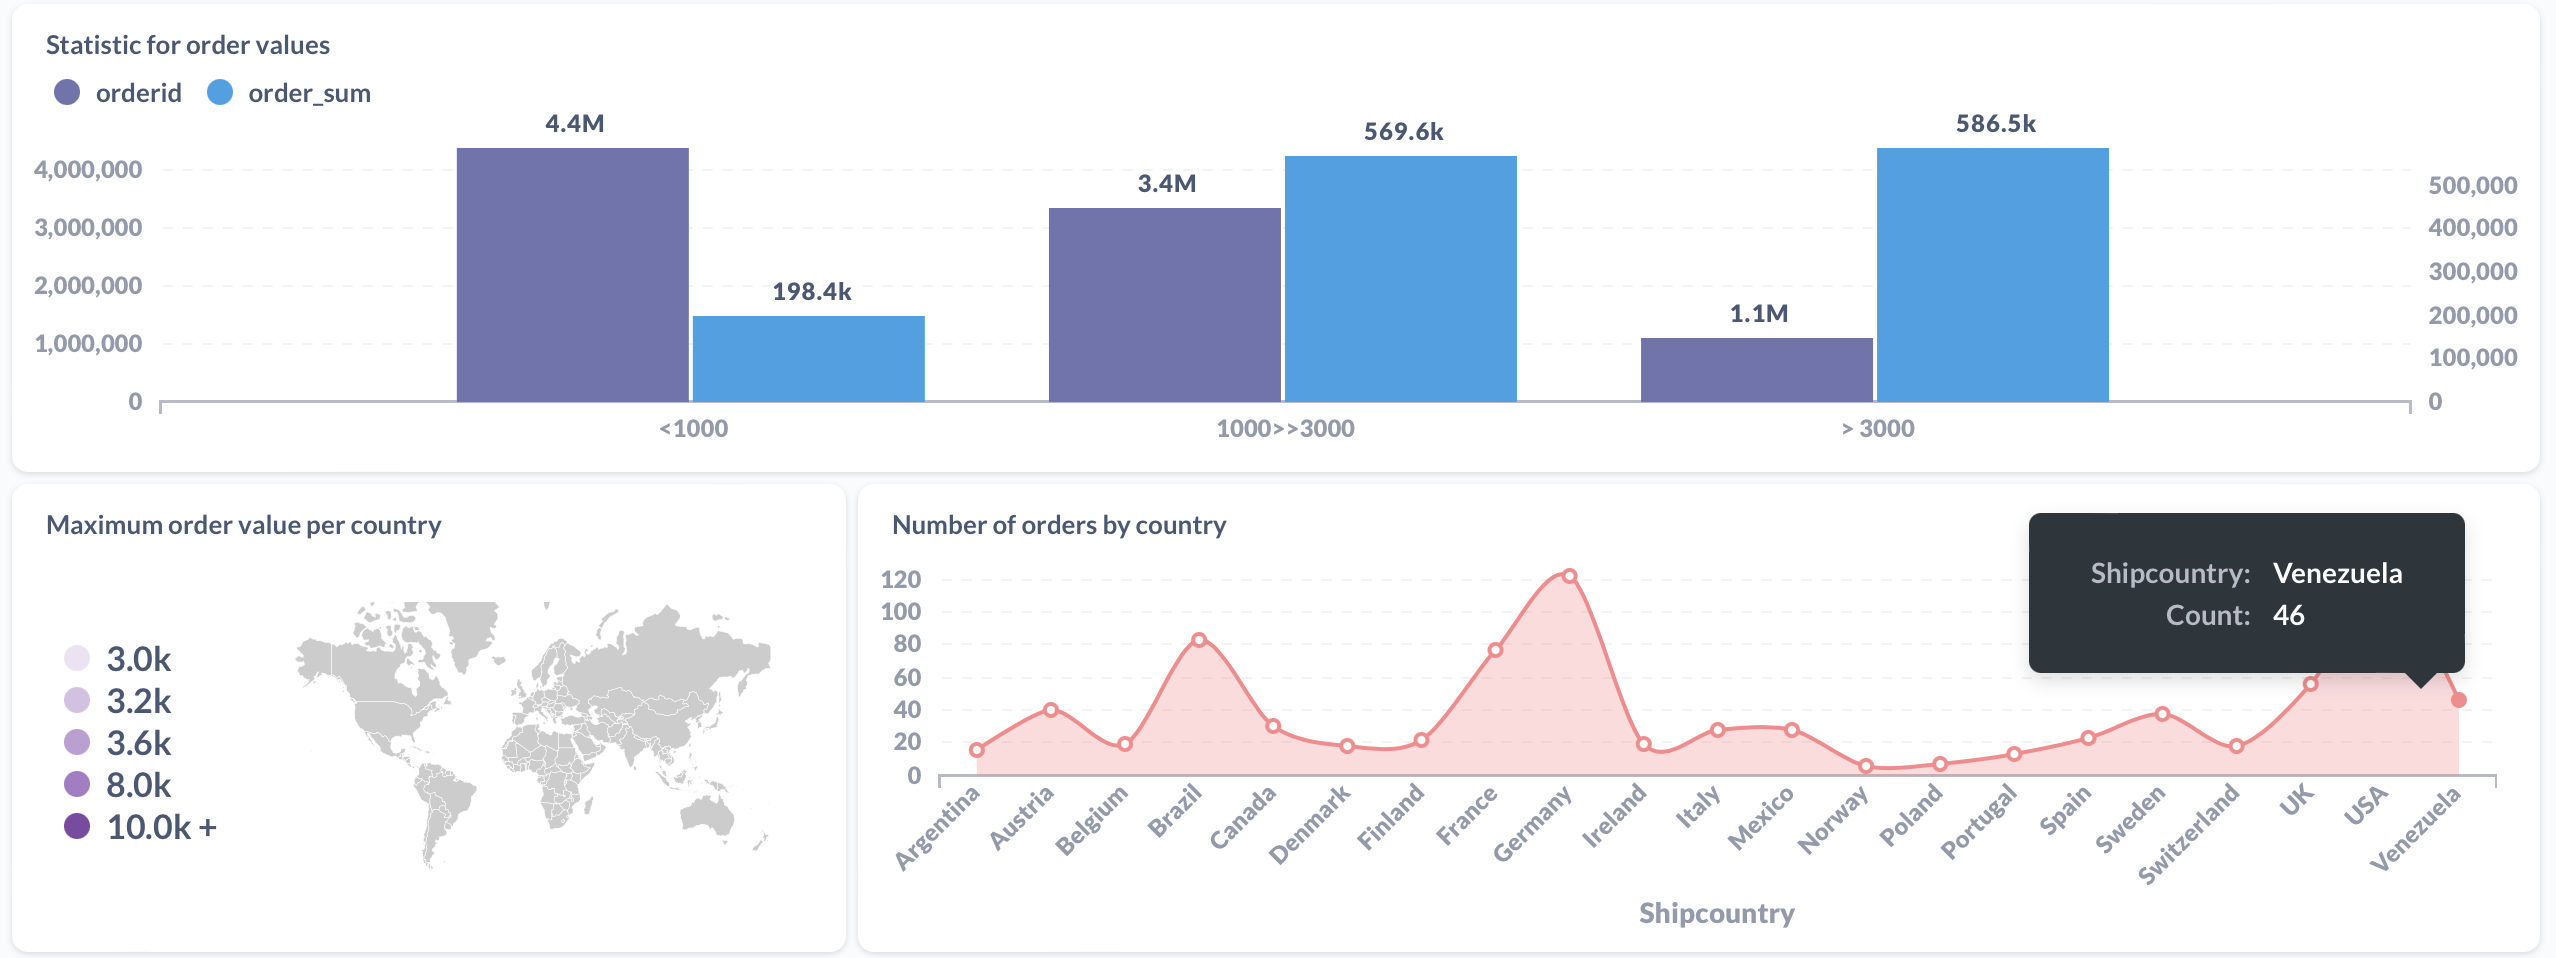 Statistic for order values
orderid order_sum
4.4M
569.6k
586.5k
3.4M
198.4k
1.1M
4,000,000
3,000,000
2,000,000
1,000,000
0
500,000
400,000
300,000
200,000
100,000
0
<1000
1000>>3000
> 3000
Maximum order value per country
3.0k
3.2k
3.6k
8.0k
10.0k +
Number of orders by country
120
100
80
60
40
20
0
Shipcountry: Venezuela
Count: 46
Argentina
Austria
Belgium
Brazil
Canada
Denmark
Finland
France
Germany
Ireland
Italy
Mexico
Norway
Poland
Portugal
Spain
Sweden
Switzerland
UK
USA
Venezuela
Shipcountry